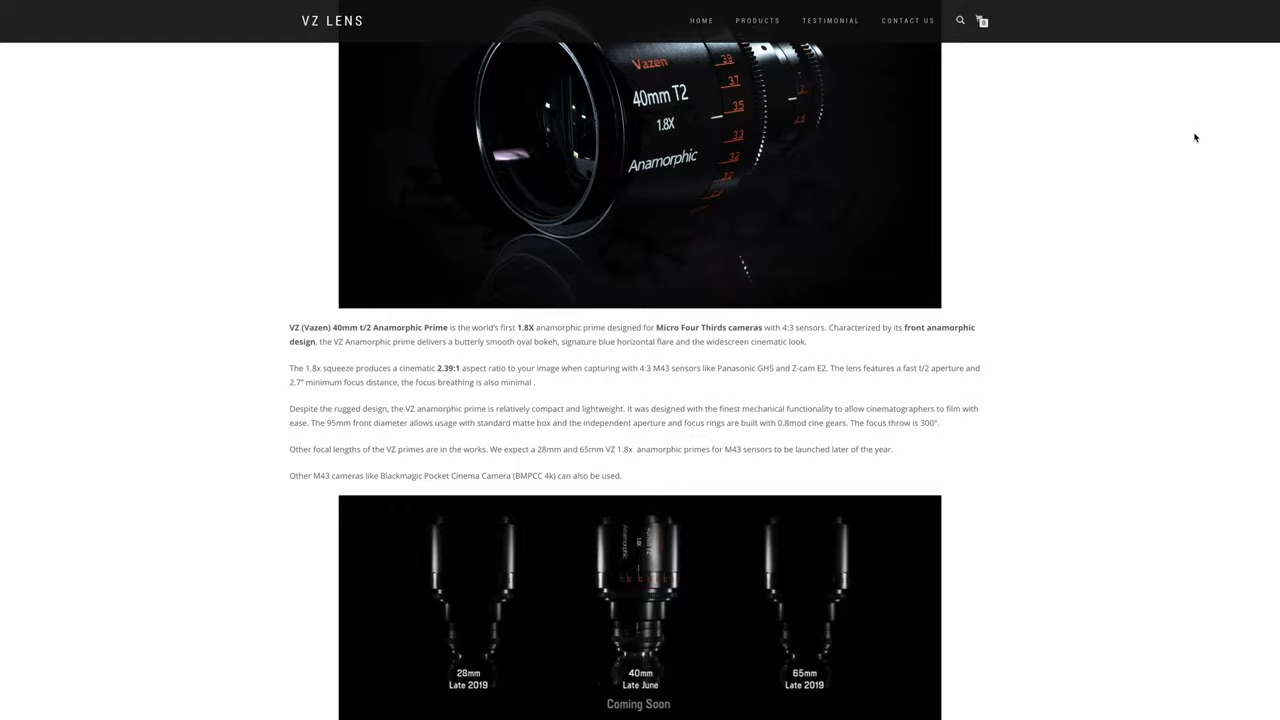 VZ LENS
HOME
PRODUCTS
TESTIMONIAL
CONTACT US
0
Vazen
40mm T2
1.8X
Anamorphic
VZ (Vazen) 40mm t/2 Anamorphic Prime is the world's first 1.8X anamorphic prime designed for Micro Four Thirds cameras with 4:3 sensors. Characterized by its front anamorphic
design, the VZ Anamorphic prime delivers a butterly smooth oval bokeh, signature blue horizontal flare and the widescreen cinematic look.
The 1.8x squeeze produces a cinematic 2.39:1 aspect ratio to your image when capturing with 4:3 M43 sensors like Panasonic GH5 and Z-cam E2. The lens features a fast t/2 aperture and
2.7" minimum focus distance, the focus breathing is also minimal .
Despite the rugged design, the VZ anamorphic prime is relatively compact and lightweight. It was designed with the finest mechanical functionality to allow cinematographers to film with
ease. The 95mm front diameter allows usage with standard matte box and the independent aperture and focus rings are built with 0.8mod cine gears. The focus throw is 300°.
Other focal lengths of the VZ primes are in the works. We expect a 28mm and 65mm VZ 1.8x anamorphic primes for M43 sensors to be launched later of the year.
Other M43 cameras like Blackmagic Pocket Cinema Camera (BMPCC 4k) can also be used.
Anamorphic
1.8X
40mm T2
28mm
Late 2019
40mm
Late June
65mm
Late 2019
Coming Soon